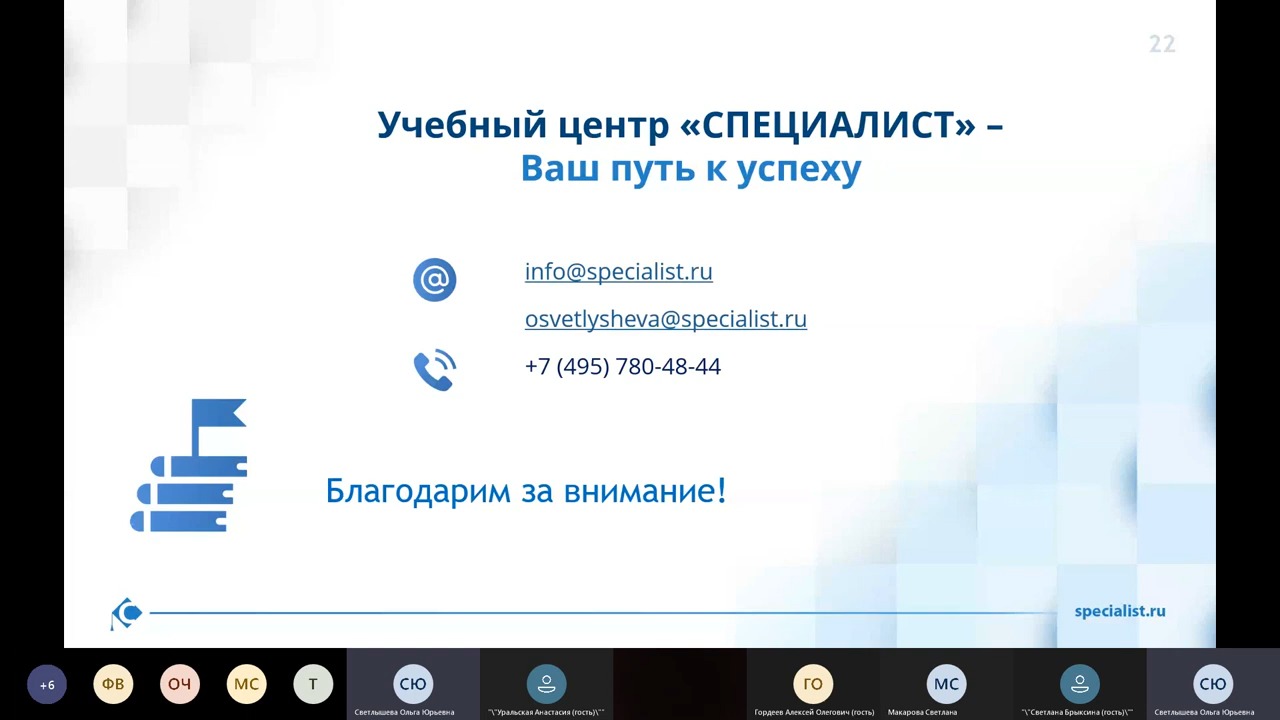 22
Учебный центр «СПЕЦИАЛИСТ» –
Ваш путь к успеху
info@specialist.ru
osvetlysheva@specialist.ru
+7 (495) 780-48-44
Благодарим за внимание!
specialist.ru
+6
ФВ
ОЧ
МС
Т
СЮ
ГО
МС
СЮ
Светлышева Ольга Юрьевна
"\"Уральская Анастасия (гость)\""
Гордеев Алексей Олегович (гость)
Макарова Светлана
"\"Светлана Брыксина (гость)\""
Светлышева Ольга Юрьевна